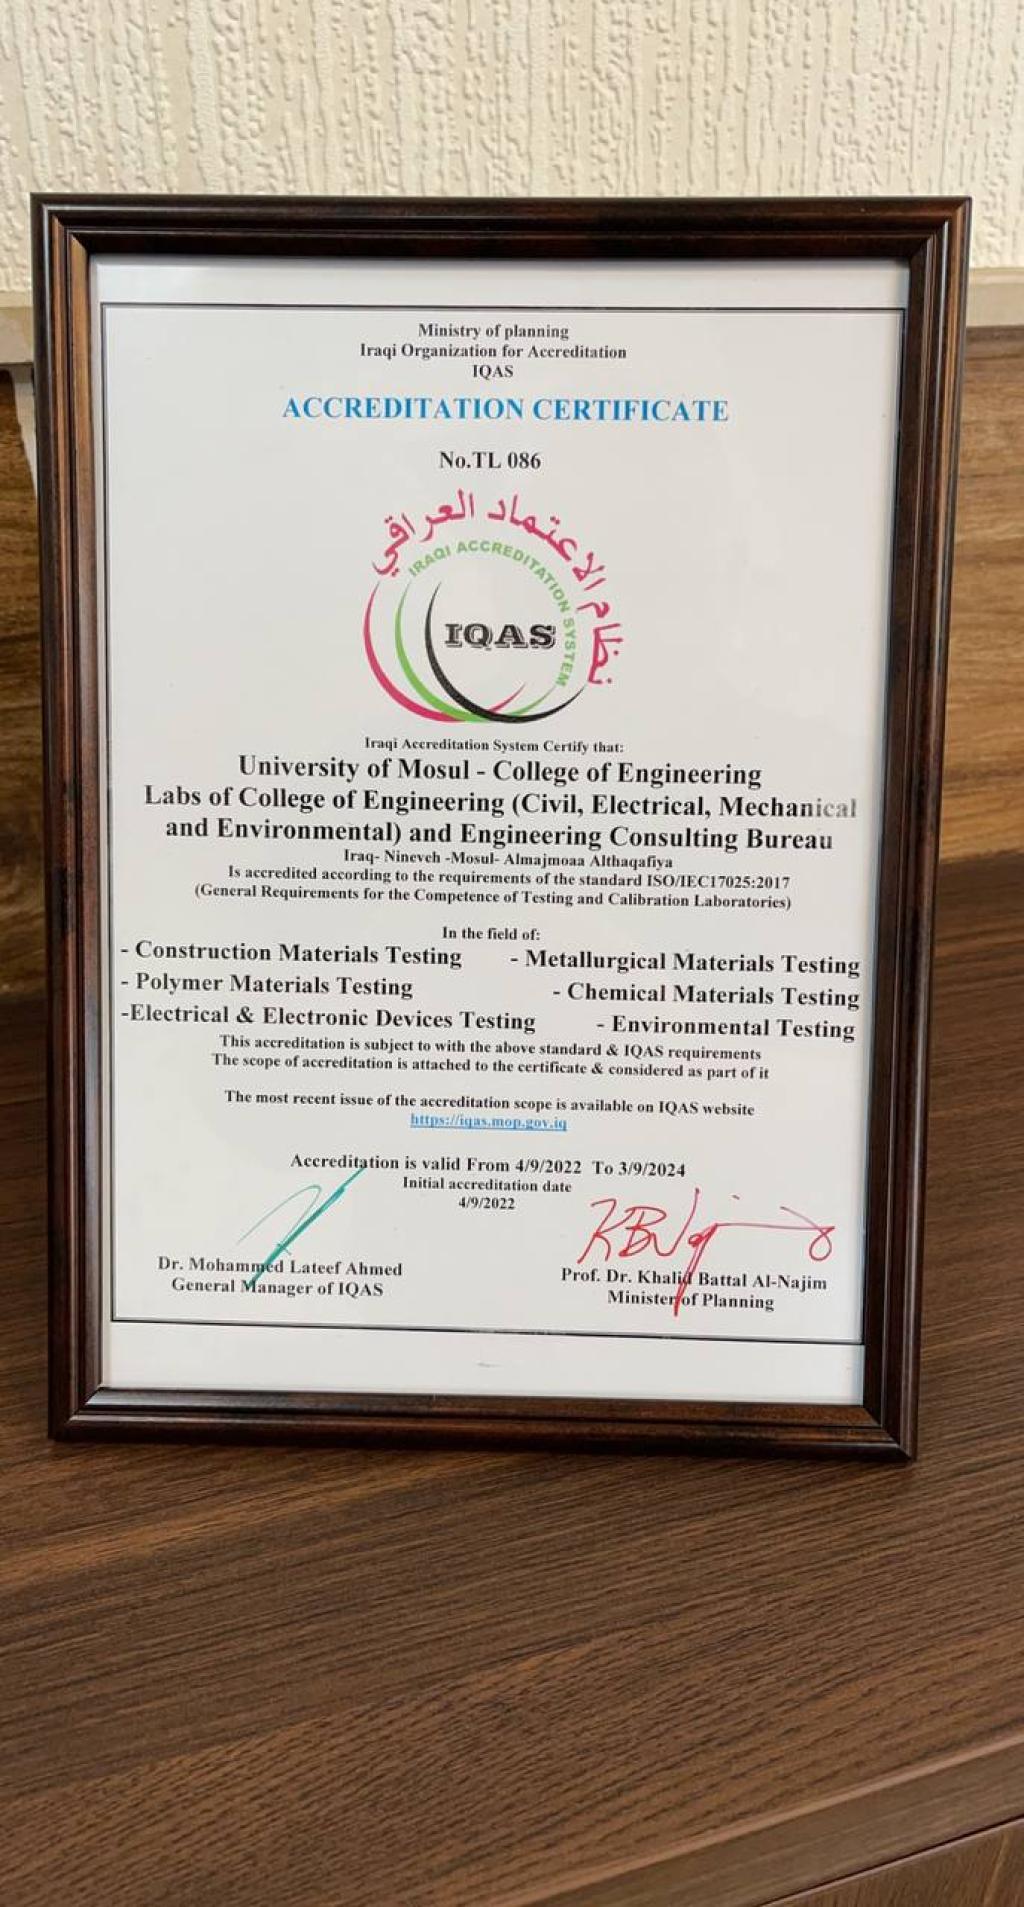 Ministry of planning
Iraqi Organization for Accreditation
IQAS
ACCREDITATION CERTIFICATE
No.TL 086
نظام الاعتماد العراقي
IRAQI ACCREDITATION SYSTEM
IQAS
Iraqi Accreditation System Certify that:
University of Mosul - College of Engineering
Labs of College of Engineering (Civil, Electrical, Mechanical
and Environmental) and Engineering Consulting Bureau
Iraq- Nineveh -Mosul- Almajmoaa Althaqafiya
Is accredited according to the requirements of the standard ISO/IEC17025:2017
(General Requirements for the Competence of Testing and Calibration Laboratories)
In the field of:
- Construction Materials Testing - Metallurgical Materials Testing
- Polymer Materials Testing - Chemical Materials Testing
-Electrical & Electronic Devices Testing - Environmental Testing
This accreditation is subject to with the above standard & IQAS requirements
The scope of accreditation is attached to the certificate & considered as part of it
The most recent issue of the accreditation scope is available on IQAS website
https://iqas.mop.gov.iq
Accreditation is valid From 4/9/2022 To 3/9/2024
Initial accreditation date
4/9/2022
Dr. Mohammed Lateef Ahmed Prof. Dr. Khalid Battal Al-Najim
General Manager of IQAS Minister of Planning